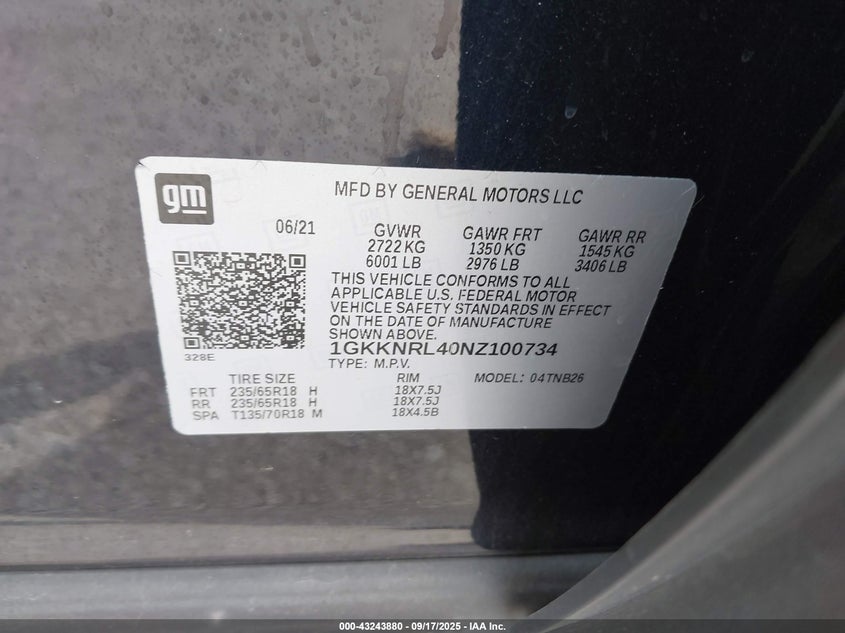 gm
MFD BY GENERAL MOTORS LLC
06/21 GVWR GAWR FRT GAWR RR
2722 KG 1350 KG 1545 KG
6001 LB 2976 LB 3406 LB
THIS VEHICLE CONFORMS TO ALL
APPLICABLE U.S. FEDERAL MOTOR
VEHICLE SAFETY STANDARDS IN EFFECT
ON THE DATE OF MANUFACTURE
SHOWN ABOVE.
328E
1GKKNRL40NZ100734
TYPE: M.P.V.
TIRE SIZE RIM MODEL: 04TNB26
FRT 235/65R18 H 18X7.5J
RR 235/65R18 H 18X7.5J
SPA T135/70R18 M 18X4.5B
000-43243880 - 09/17/2025 - IAA Inc.